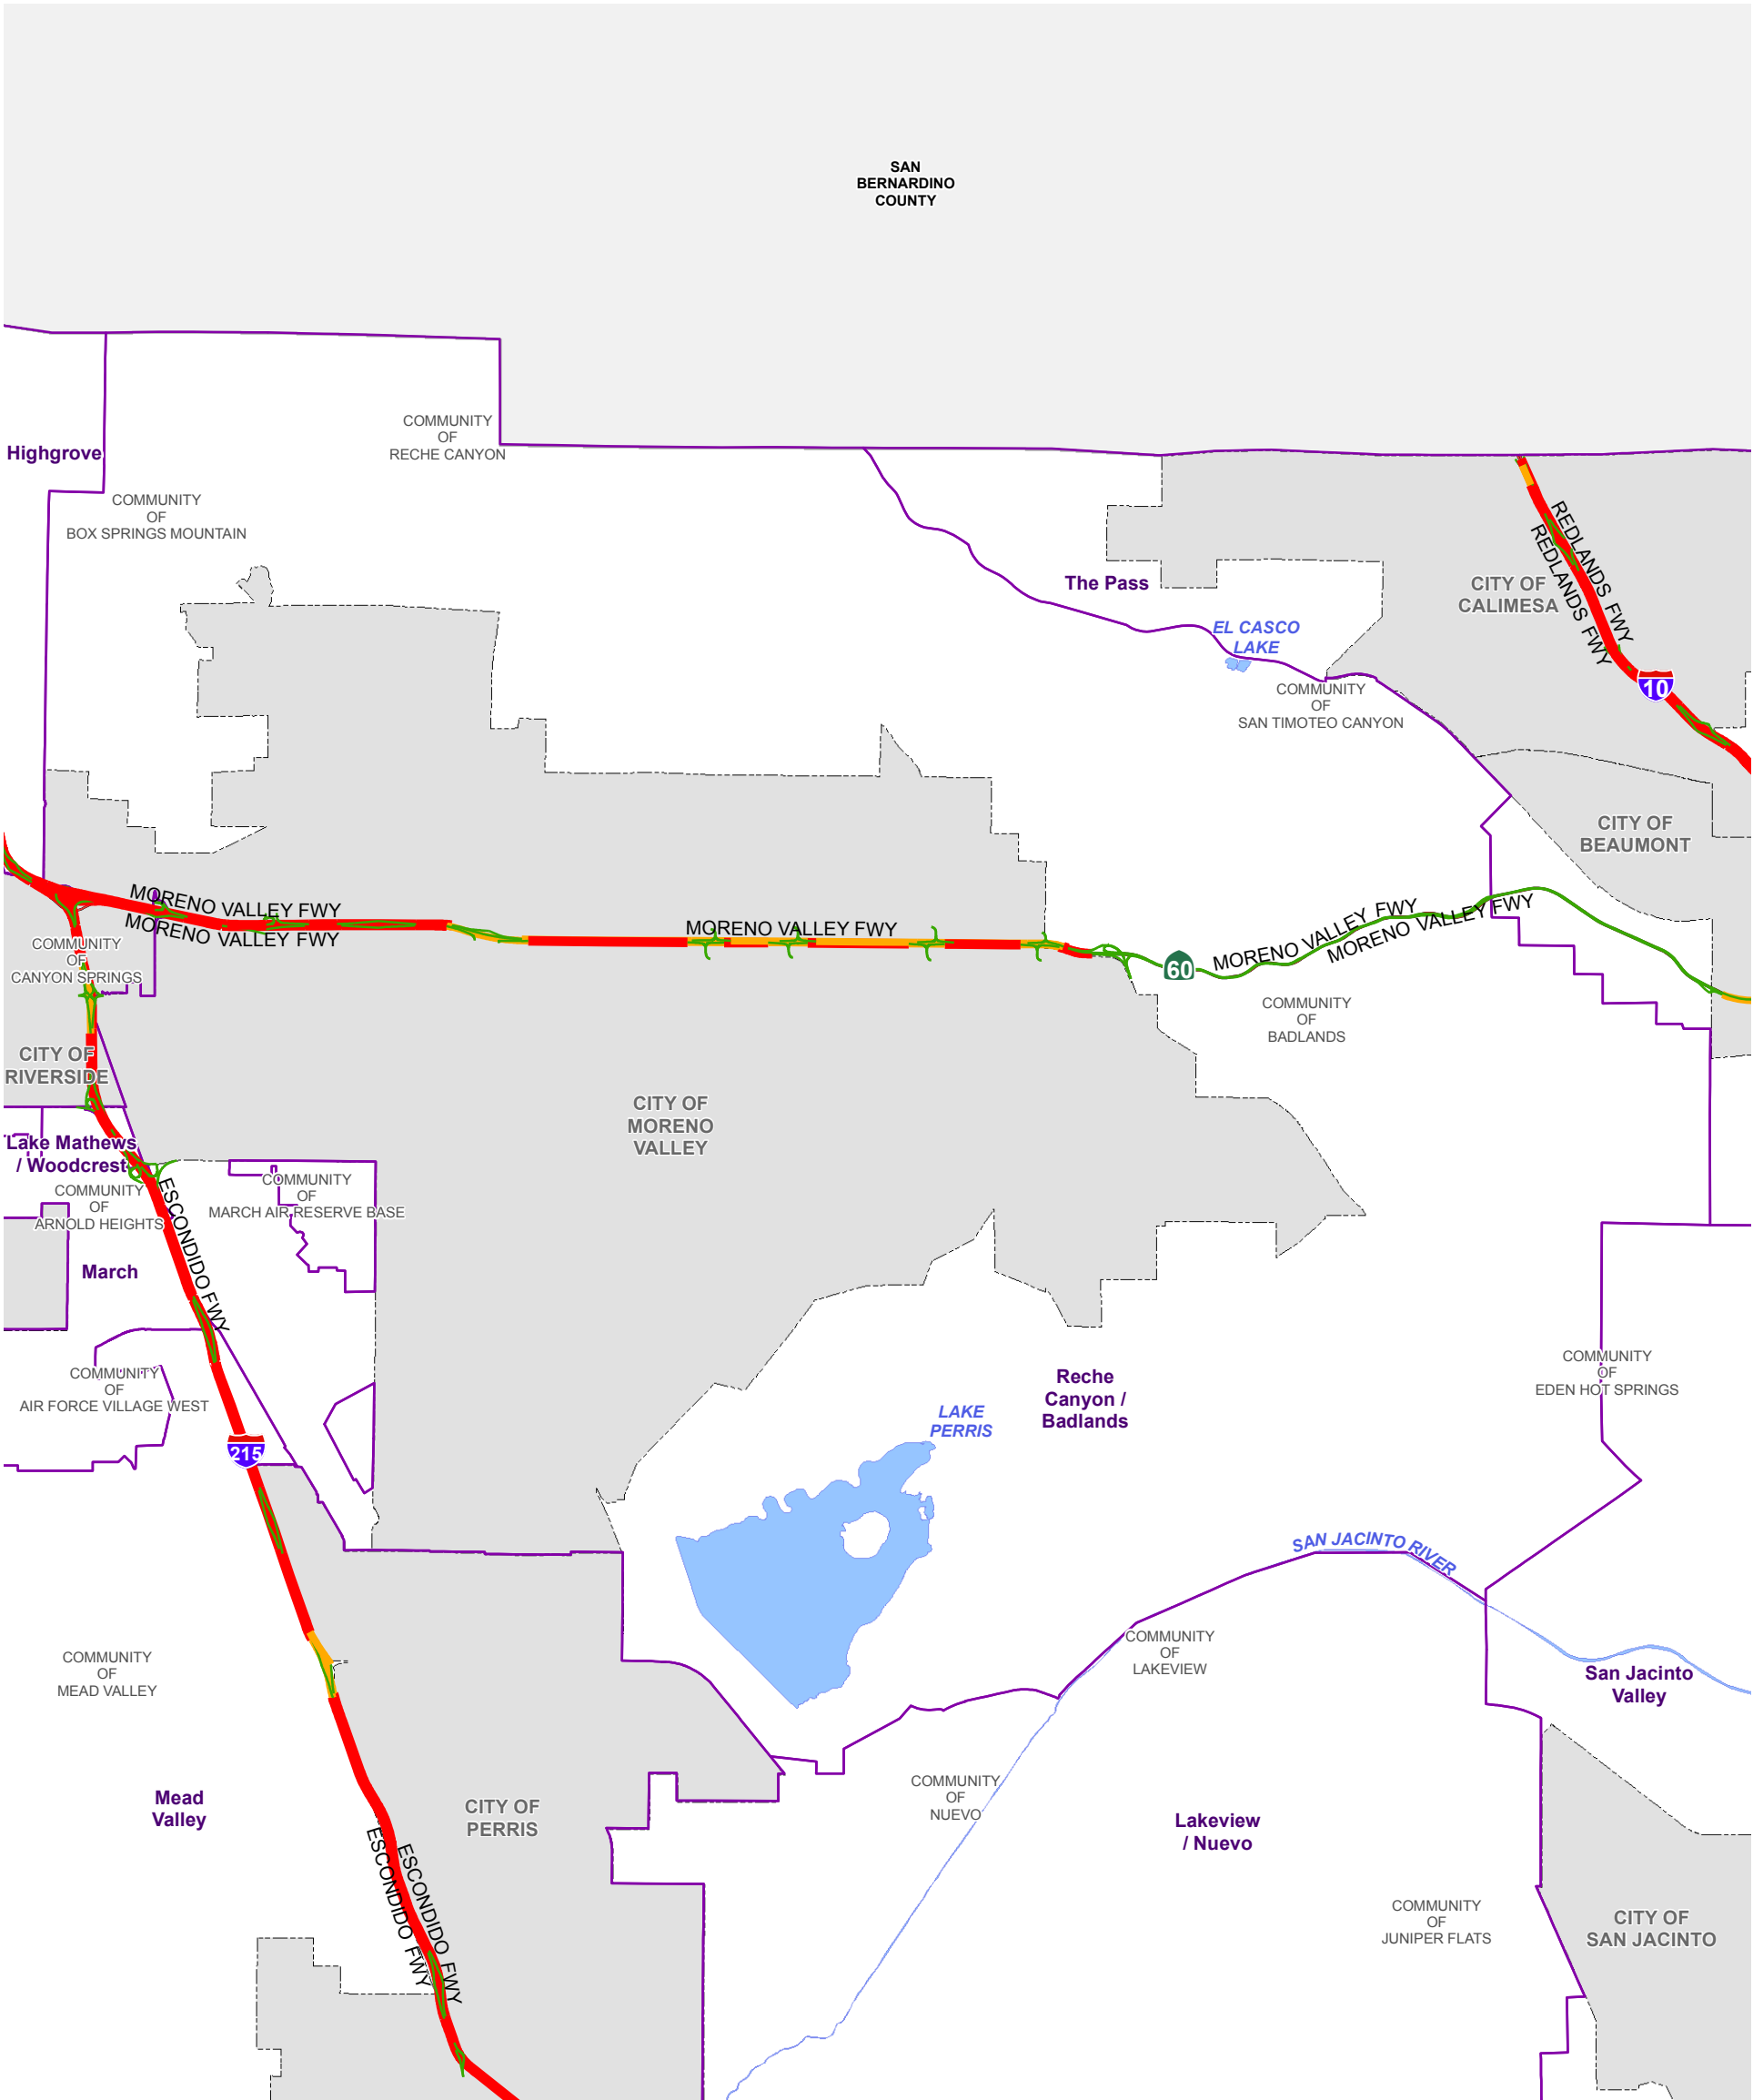 SAN
BERNARDINO
COUNTY
COMMUNITY
OF
RECHE CANYON
Highgrove
COMMUNITY
OF
BOX SPRINGS MOUNTAIN
REDLANDS FWY
REDLANDS FWY
The Pass
CITY OF
CALIMESA
EL CASCO
LAKE
10
COMMUNITY
OF
SAN TIMOTEO CANYON
CITY OF
BEAUMONT
MORENO VALLEY FWY
MORENO VALLEY FWY
MORENO VALLEY FWY
MORENO VALLEY FWY
MORENO VALLEY FWY
60
COMMUNITY
OF
CANYON SPRINGS
COMMUNITY
OF
BADLANDS
CITY OF
RIVERSIDE
CITY OF
MORENO
VALLEY
Lake Mathews
/ Woodcrest
COMMUNITY
OF
ARNOLD HEIGHTS
COMMUNITY
OF
MARCH AIR RESERVE BASE
ESCONDIDO FWY
March
COMMUNITY
OF
AIR FORCE VILLAGE WEST
COMMUNITY
OF
EDEN HOT SPRINGS
Reche
Canyon /
Badlands
LAKE
PERRIS
215
SAN JACINTO RIVER
COMMUNITY
OF
LAKEVIEW
COMMUNITY
OF
MEAD VALLEY
San Jacinto
Valley
COMMUNITY
OF
NUEVO
Mead
Valley
CITY OF
PERRIS
Lakeview
/ Nuevo
ESCONDIDO FWY
ESCONDIDO FWY
COMMUNITY
OF
JUNIPER FLATS
CITY OF
SAN JACINTO